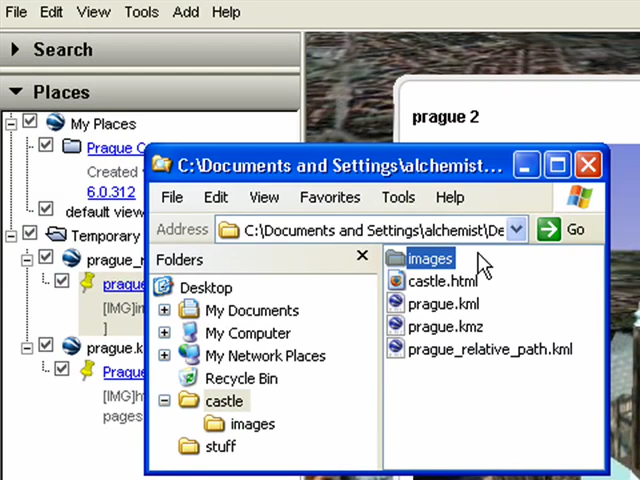 File Edit View Tools Add Help
Search
Places
prague 2
My Places
Prague C
Created
6.0.312
default view
Temporary
prague_r
prague
[IMG]in
]
prague.k
Prague
[IMG]h
pages
C:\Documents and Settings\alchemist...
File Edit View Favorites Tools Help
Address C:\Documents and Settings\alchemist\De Go
Folders
Desktop
My Documents
My Computer
My Network Places
Recycle Bin
castle
images
stuff
images
castle.html
prague.kml
prague.kmz
prague_relative_path.kml